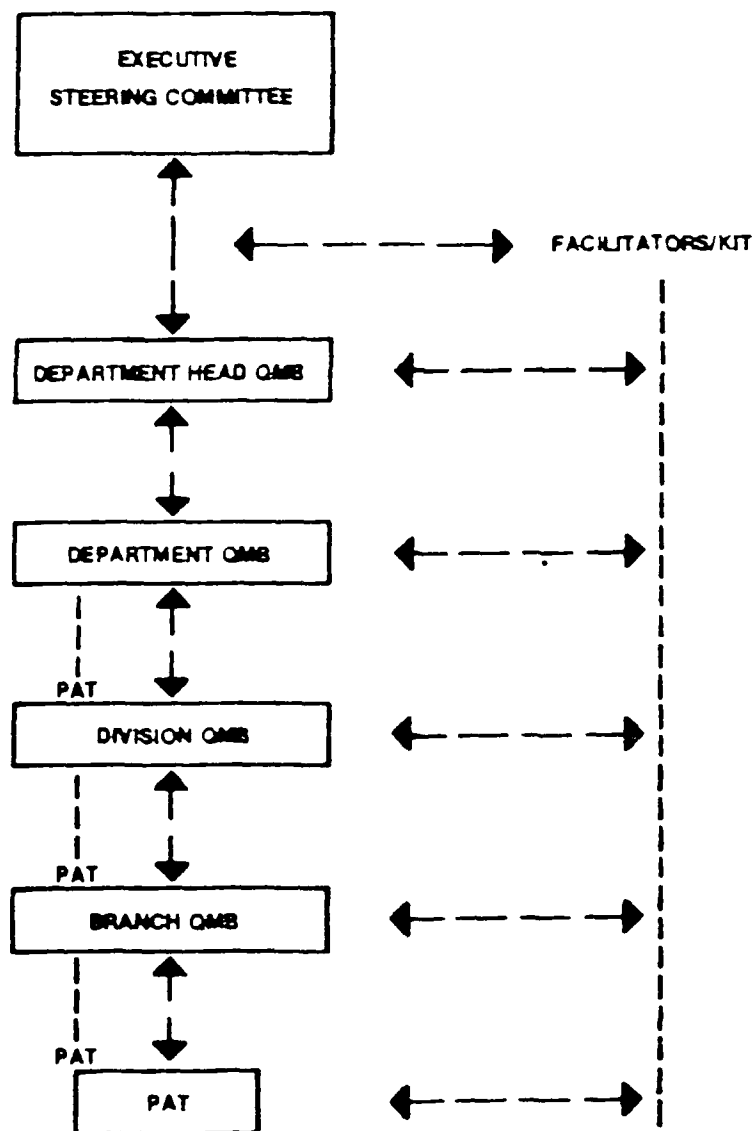 EXECUTIVE
STEERING COMMITTEE
FACILITATORS/KIT
DEPARTMENT HEAD QMB
DEPARTMENT QMB
PAT
DIVISION QMB
PAT
BRANCH QMB
PAT
PAT